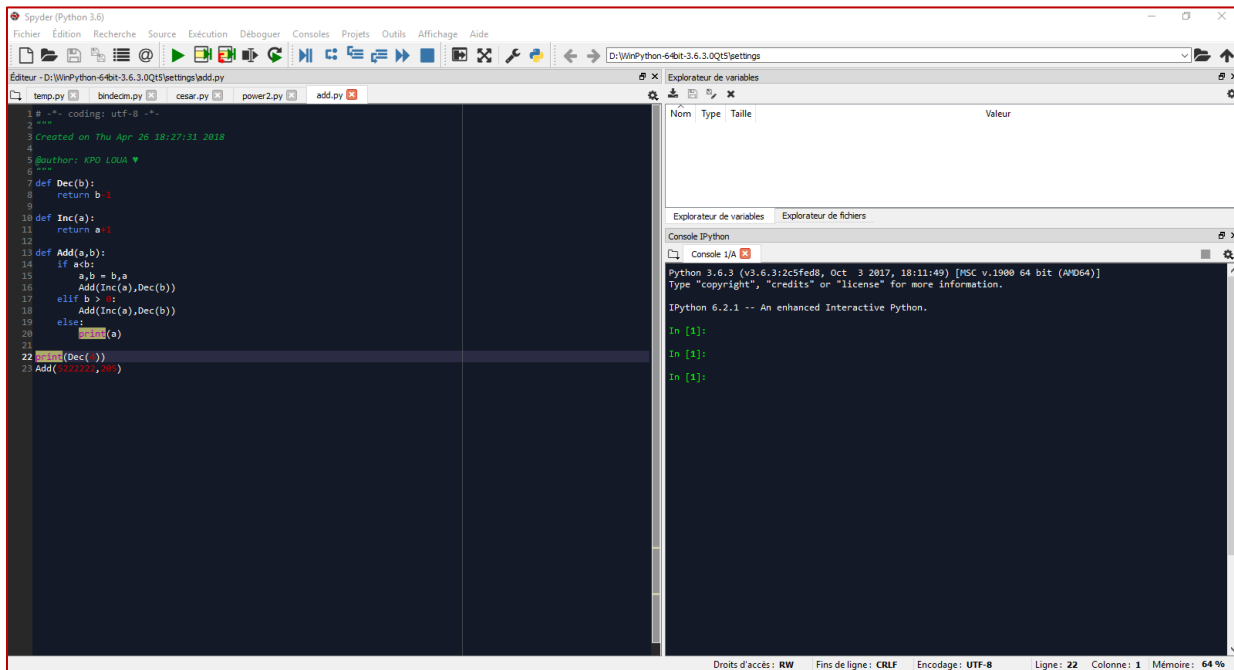 Spyder (Python 3.6)
Fichier Édition Recherche Source Exécution Déboguer Consoles Projets Outils Affichage Aide
D:\WinPython-64bit-3.6.3.0Qt5\settings
Éditeur - D:\WinPython-64bit-3.6.3.0Qt5\settings\add.py
temp.py bindecim.py cesar.py power2.py add.py
1 # -*- coding: utf-8 -*-
2 """
3 Created on Thu Apr 26 18:27:31 2018
4
5 @author: KPO LOUA ♥
6 """
7 def Dec(b):
8     return b-1
9
10 def Inc(a):
11     return a+1
12
13 def Add(a,b):
14     if a<b:
15         a,b = b,a
16         Add(Inc(a),Dec(b))
17     elif b > 0:
18         Add(Inc(a),Dec(b))
19     else:
20         print(a)
21
22 print(Dec( ))
23 Add(5222222,205)
Explorateur de variables
Nom Type Taille Valeur
Explorateur de variables Explorateur de fichiers
Console IPython
Console 1/A
Python 3.6.3 (v3.6.3:2c5fed8, Oct 3 2017, 18:11:49) [MSC v.1900 64 bit (AMD64)]
Type "copyright", "credits" or "license" for more information.
IPython 6.2.1 -- An enhanced Interactive Python.
In [1]:
In [1]:
In [1]:
Droits d'accès : RW Fins de ligne : CRLF Encodage : UTF-8 Ligne : 22 Colonne : 1 Mémoire : 64 %